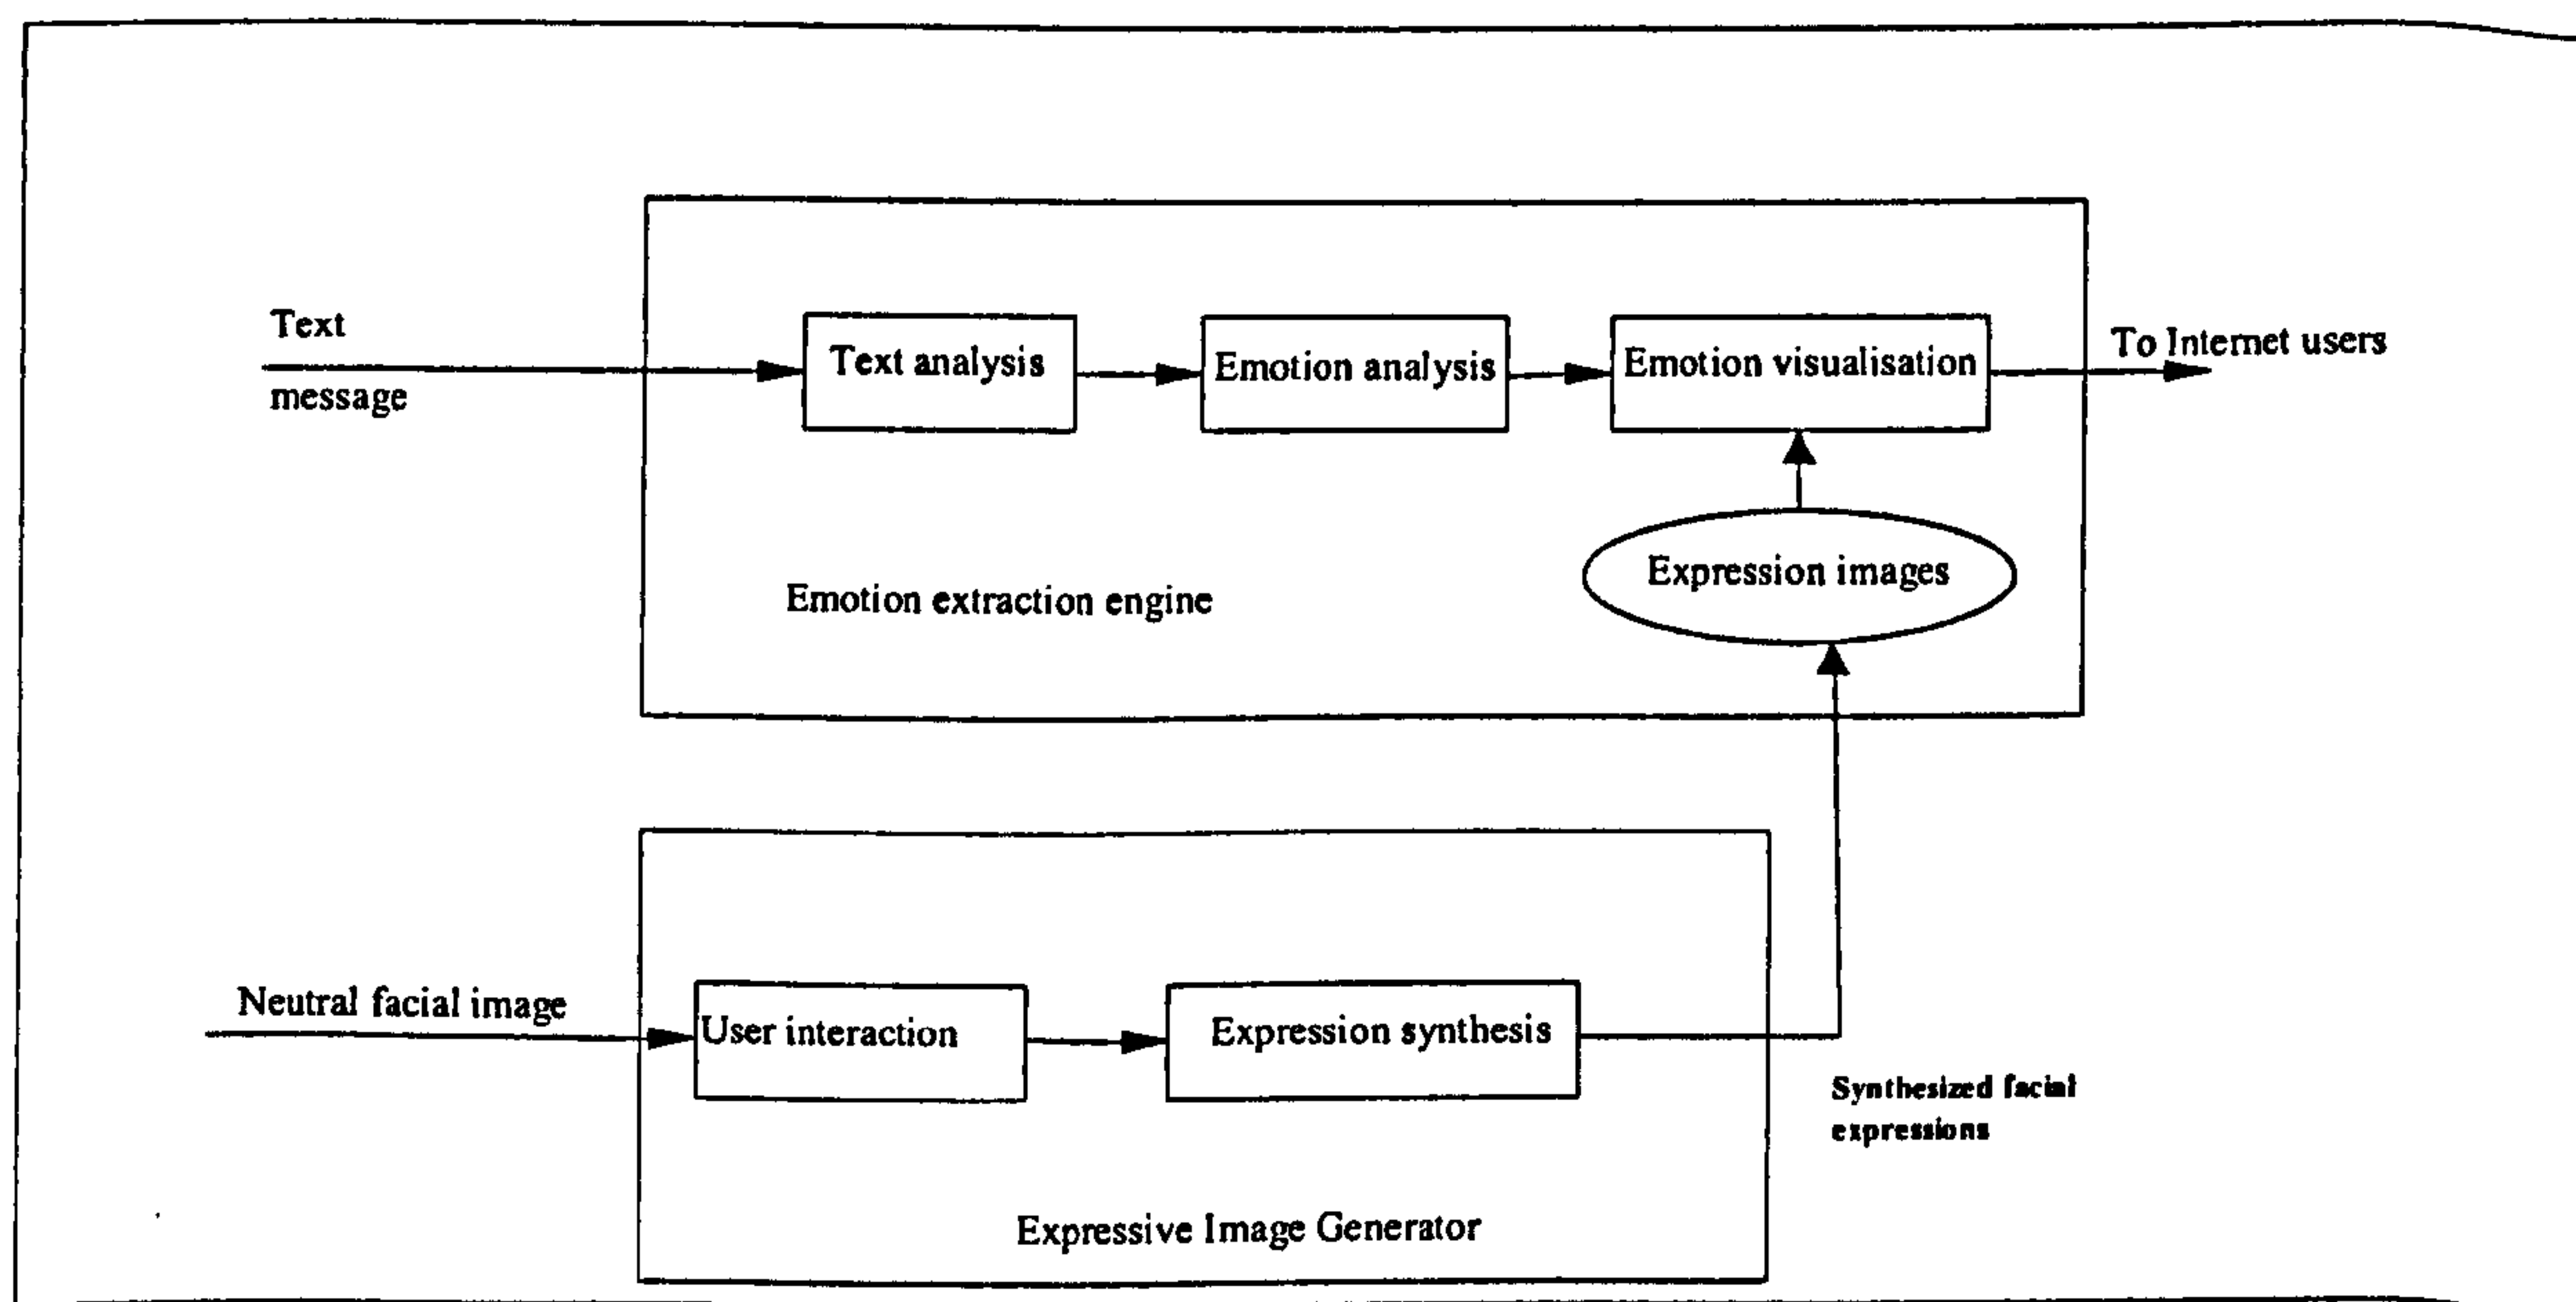 Text
message
Text analysis
Emotion analysis
Emotion visualisation
To Internet users
Expression images
Emotion extraction engine
Neutral facial image
User interaction
Expression synthesis
Synthesized facial
expressions
Expressive Image Generator